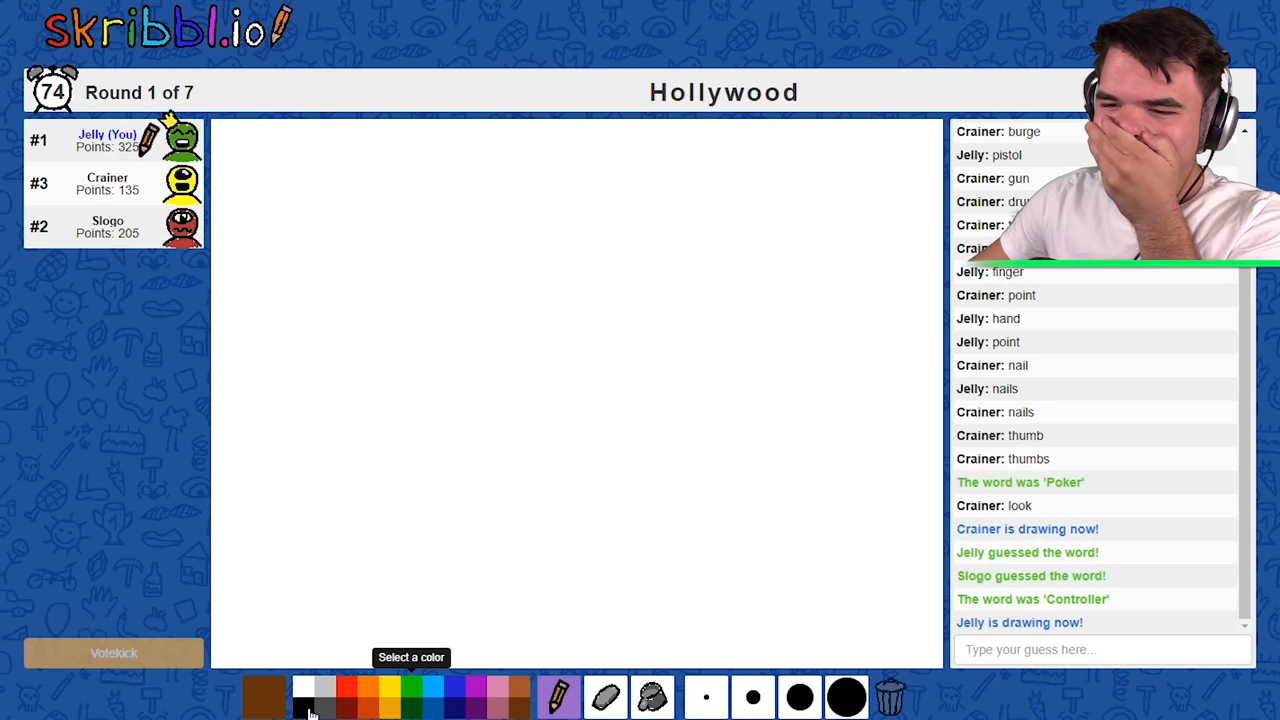 skribbl.io
74
Round 1 of 7
Hollywood
#1
Jelly (You)
Points: 325
#3
Crainer
Points: 135
#2
Slogo
Points: 205
Votekick
Crainer: burge
Jelly: pistol
Crainer: gun
Crainer:
Crainer:
Jelly: finger
Crainer: point
Jelly: hand
Jelly: point
Crainer: nail
Jelly: nails
Crainer: nails
Crainer: thumb
Crainer: thumbs
The word was 'Poker'
Crainer: look
Crainer is drawing now!
Jelly guessed the word!
Slogo guessed the word!
The word was 'Controller'
Jelly is drawing now!
Type your guess here...
Select a color